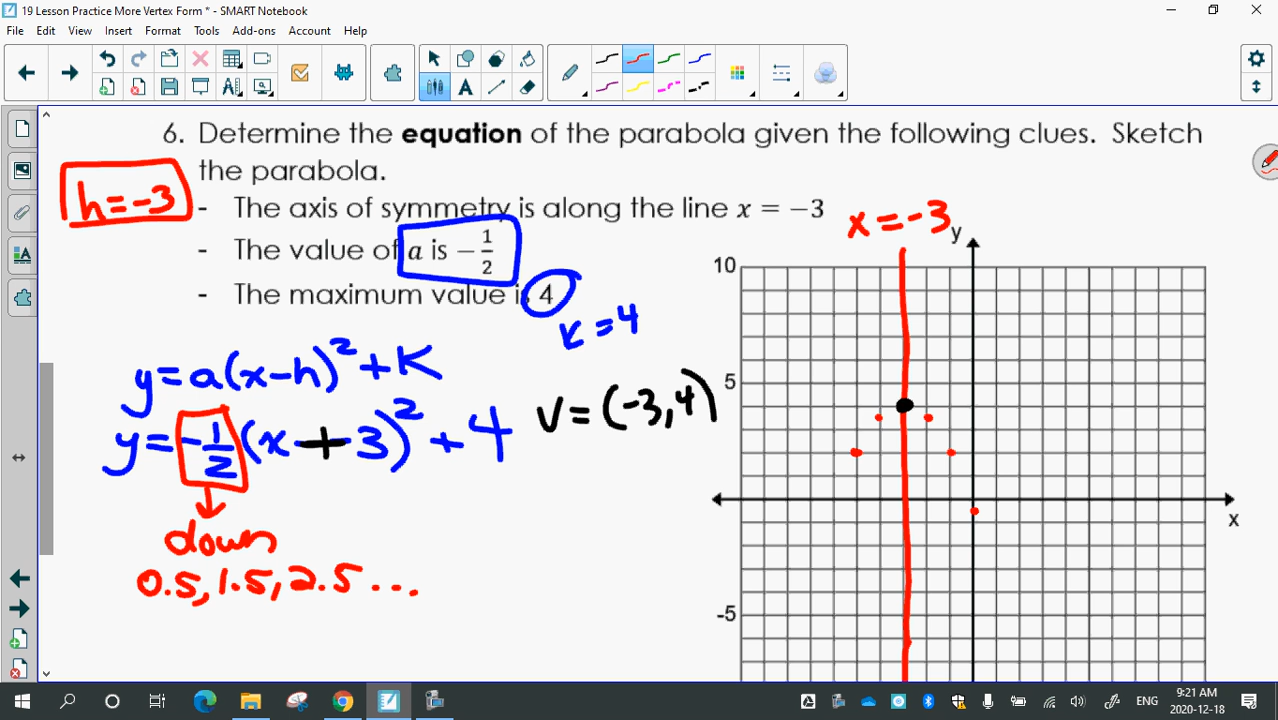 19 Lesson Practice More Vertex Form * - SMART Notebook
File Edit View Insert Format Tools Add-ons Account Help
6. Determine the equation of the parabola given the following clues. Sketch
the parabola.
h=-3
- The axis of symmetry is along the line x = −3
x=-3
- The value of a is −1/2
- The maximum value is 4
k=4
y=a(x-h)²+k
V=(-3,4)
y=-1/2(x+3)²+4
down
0.5, 1.5, 2.5 ...
y
10
5
x
-5
ENG
9:21 AM
2020-12-18